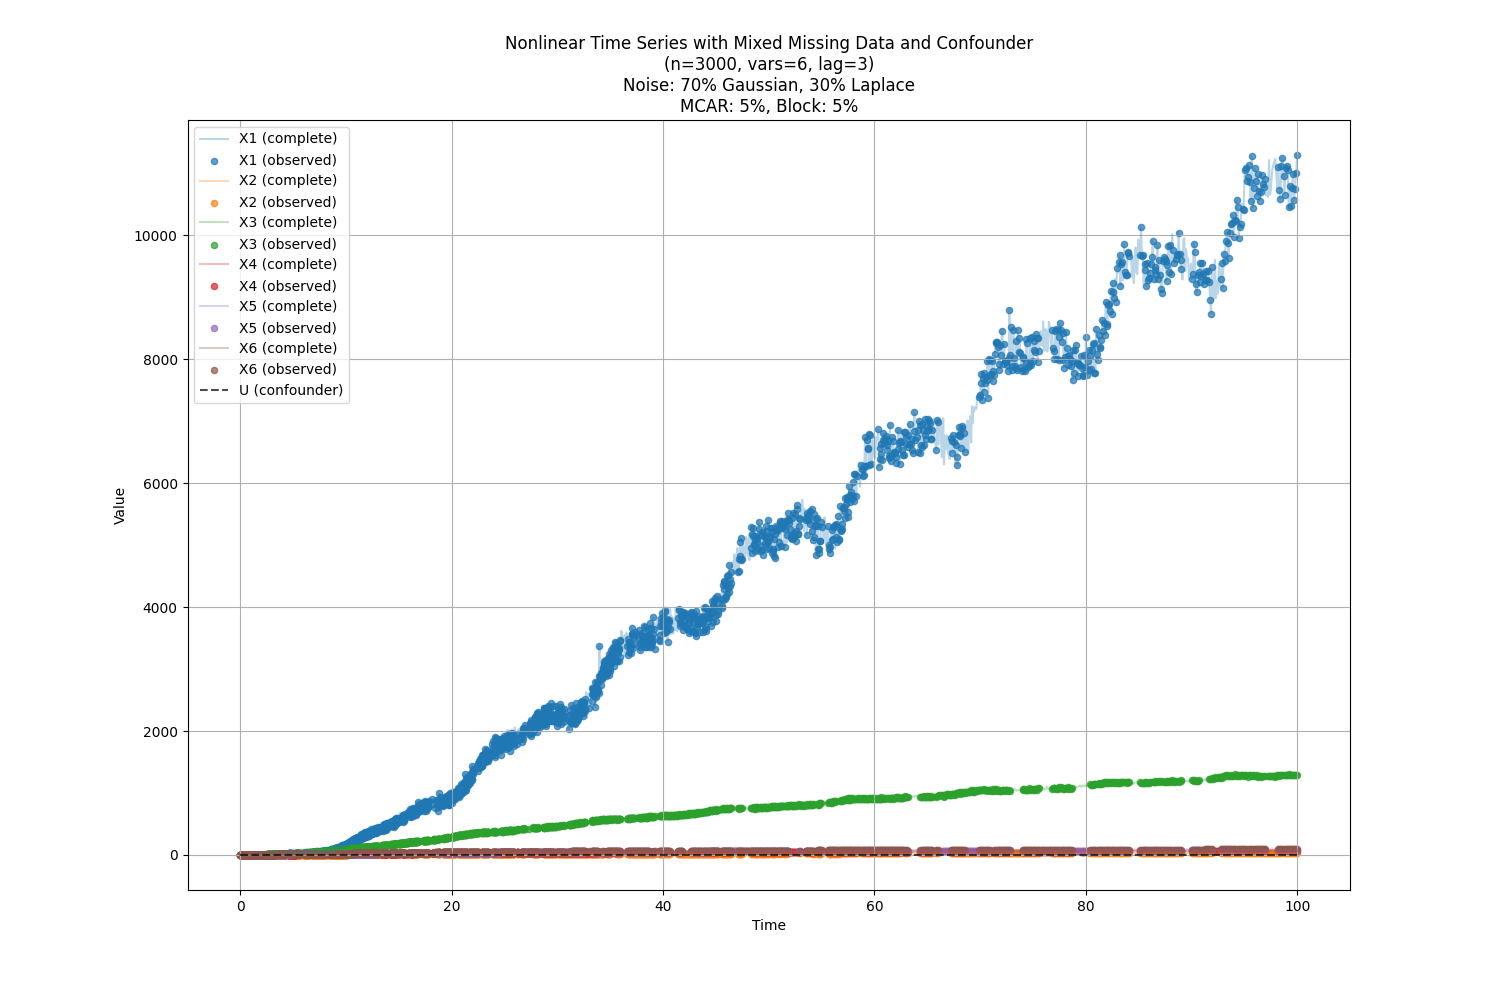 Nonlinear Time Series with Mixed Missing Data and Confounder
(n=3000, vars=6, lag=3)
Noise: 70% Gaussian, 30% Laplace
MCAR: 5%, Block: 5%
X1 (complete)
X1 (observed)
X2 (complete)
X2 (observed)
X3 (complete)
X3 (observed)
X4 (complete)
X4 (observed)
X5 (complete)
X5 (observed)
X6 (complete)
X6 (observed)
U (confounder)
10000
8000
6000
4000
2000
0
Value
0 20 40 60 80 100
Time